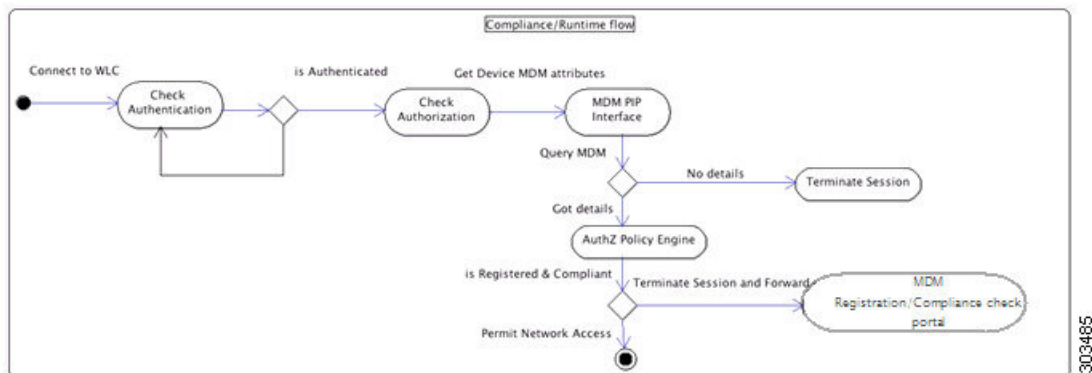 Compliance/Runtime flow
Connect to WLC
is Authenticated
Get Device MDM attributes
Check
Authentication
Check
Authorization
MDM PIP
Interface
Query MDM
No details
Terminate Session
Got details
AuthZ Policy Engine
is Registered & Compliant
Terminate Session and Forward
MDM
Registration/Compliance check
portal
Permit Network Access
303485